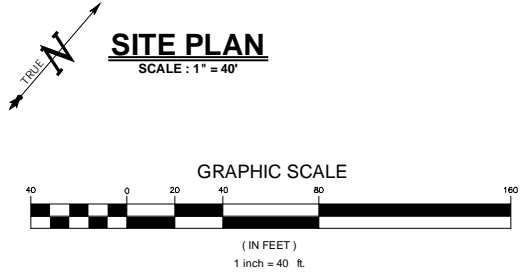 TRUE N
SITE PLAN
SCALE : 1" = 40'
GRAPHIC SCALE
40 0 20 40 80 160
( IN FEET )
1 inch = 40 ft.